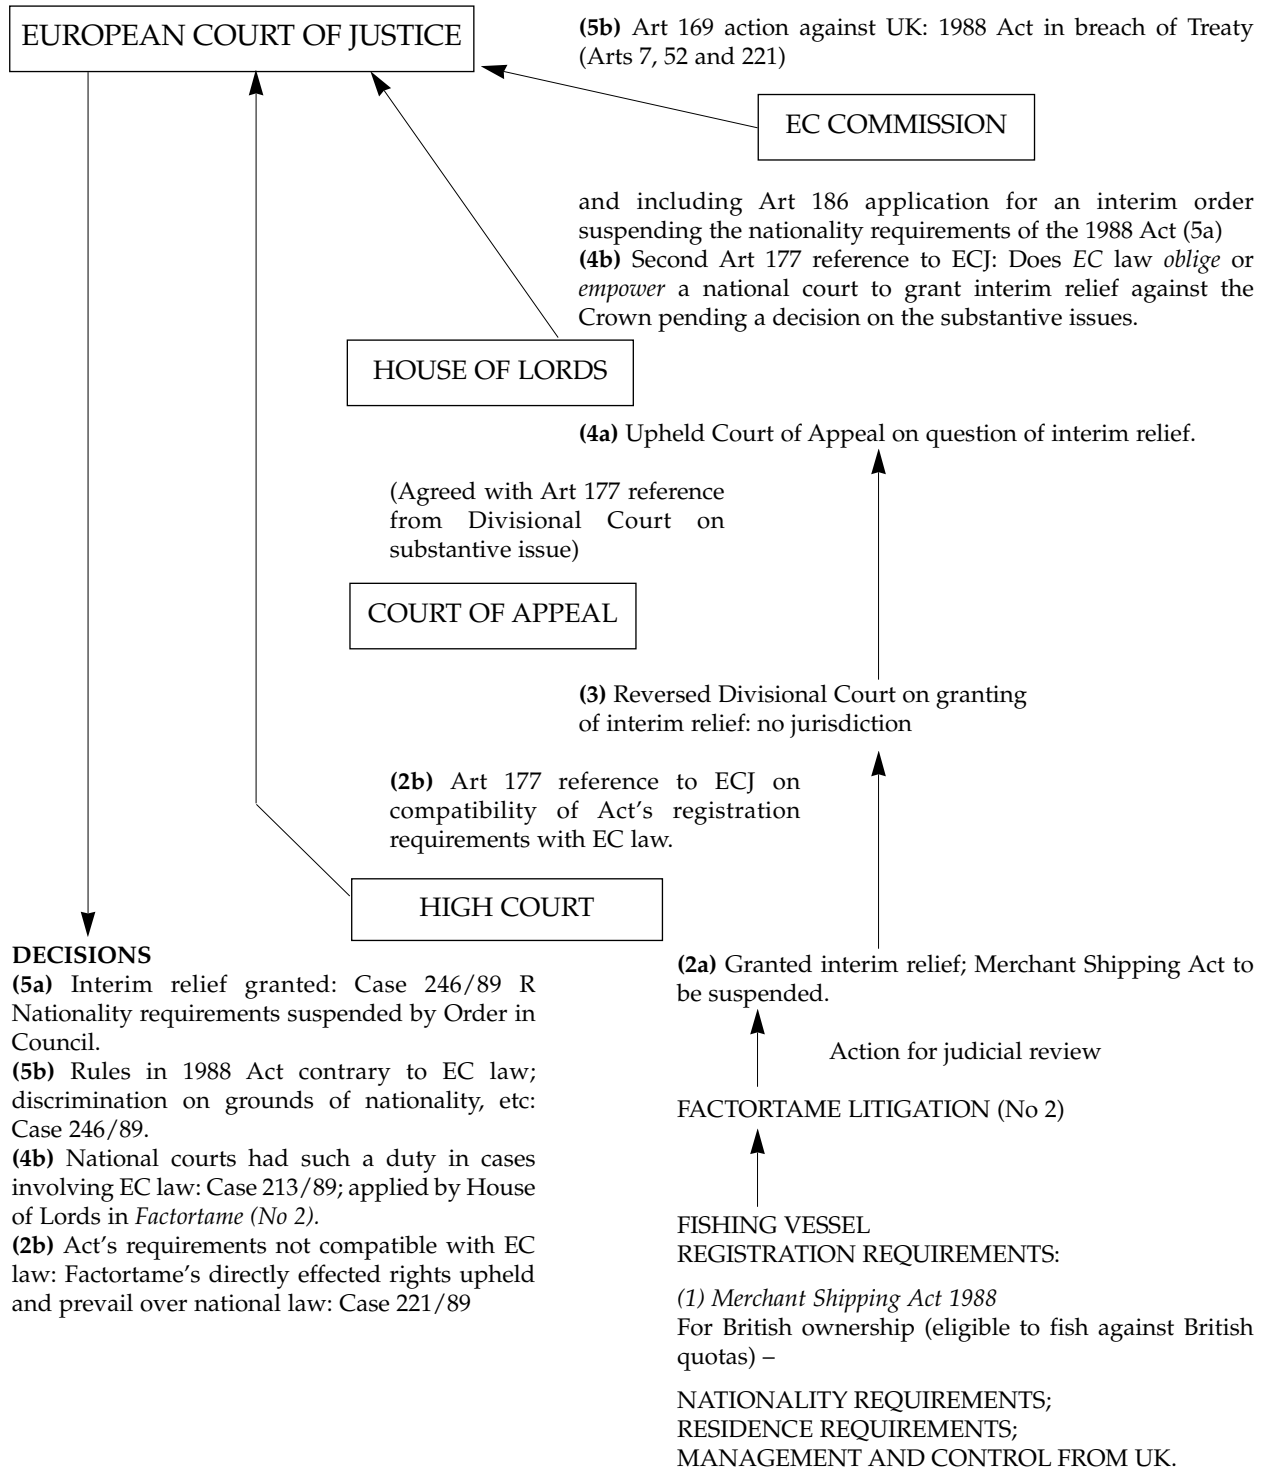 EUROPEAN COURT OF JUSTICE
(5b) Art 169 action against UK: 1988 Act in breach of Treaty
(Arts 7, 52 and 221)
EC COMMISSION
and including Art 186 application for an interim order
suspending the nationality requirements of the 1988 Act (5a)
(4b) Second Art 177 reference to ECJ: Does EC law oblige or
empower a national court to grant interim relief against the
Crown pending a decision on the substantive issues.
HOUSE OF LORDS
(4a) Upheld Court of Appeal on question of interim relief.
(Agreed with Art 177 reference
from Divisional Court on
substantive issue)
COURT OF APPEAL
(3) Reversed Divisional Court on granting
of interim relief: no jurisdiction
(2b) Art 177 reference to ECJ on
compatibility of Act's registration
requirements with EC law.
HIGH COURT
DECISIONS
(5a) Interim relief granted: Case 246/89 R
Nationality requirements suspended by Order in
Council.
(5b) Rules in 1988 Act contrary to EC law;
discrimination on grounds of nationality, etc:
Case 246/89.
(4b) National courts had such a duty in cases
involving EC law: Case 213/89; applied by House
of Lords in Factortame (No 2).
(2b) Act's requirements not compatible with EC
law: Factortame's directly effected rights upheld
and prevail over national law: Case 221/89
(2a) Granted interim relief; Merchant Shipping Act to
be suspended.
Action for judicial review
FACTORTAME LITIGATION (No 2)
FISHING VESSEL
REGISTRATION REQUIREMENTS:
(1) Merchant Shipping Act 1988
For British ownership (eligible to fish against British
quotas) –
NATIONALITY REQUIREMENTS;
RESIDENCE REQUIREMENTS;
MANAGEMENT AND CONTROL FROM UK.